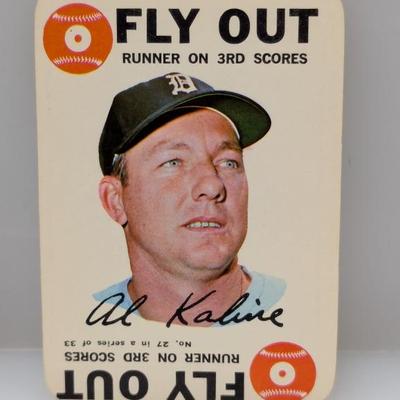 FLY OUT
RUNNER ON 3RD SCORES
D
Al Kaline
No. 27 in a series of 33
RUNNER ON 3RD SCORES
FLY OUT